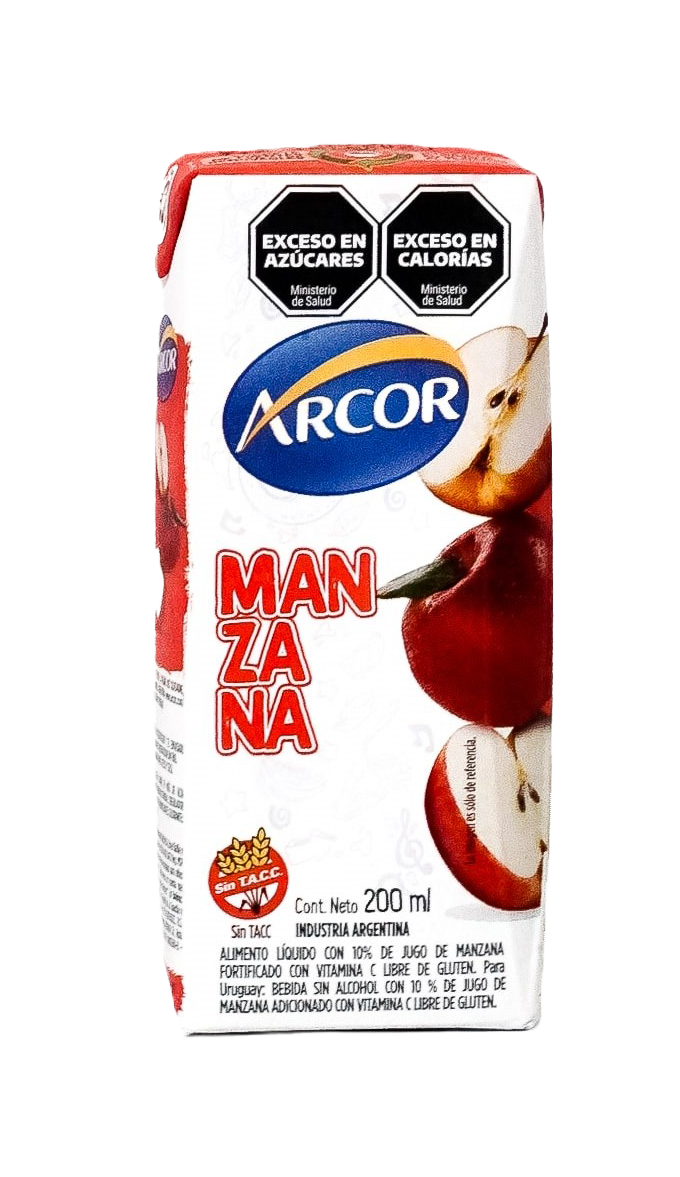 EXCESO EN
AZÚCARES
Ministerio
de Salud
EXCESO EN
CALORÍAS
Ministerio
de Salud
ARCOR
MAN
ZA
NA
La imagen es sólo de referencia.
Sin T.A.C.C.
Sin TACC
Cont. Neto 200 ml
INDUSTRIA ARGENTINA
ALIMENTO LÍQUIDO CON 10% DE JUGO DE MANZANA
FORTIFICADO CON VITAMINA C LIBRE DE GLUTEN. Para
Uruguay: BEBIDA SIN ALCOHOL CON 10 % DE JUGO DE
MANZANA ADICIONADO CON VITAMINA C LIBRE DE GLUTEN.